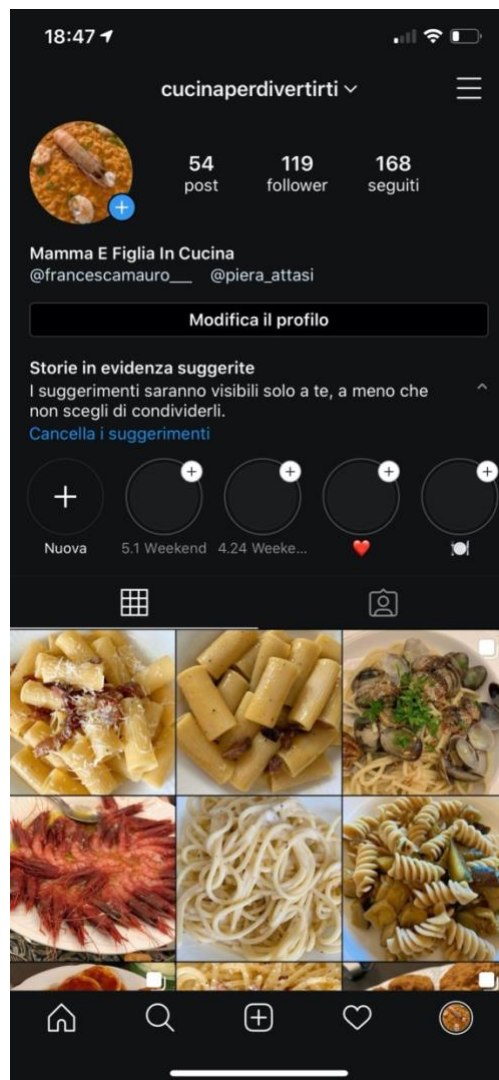 18:47
cucinaperdivertirti
54 119 168
post follower seguiti
Mamma E Figlia In Cucina
@francescamauro___ @piera_attasi
Modifica il profilo
Storie in evidenza suggerite
I suggerimenti saranno visibili solo a te, a meno che
non scegli di condividerli.
Cancella i suggerimenti
Nuova 5.1 Weekend 4.24 Weeke... ❤️ 🍽️